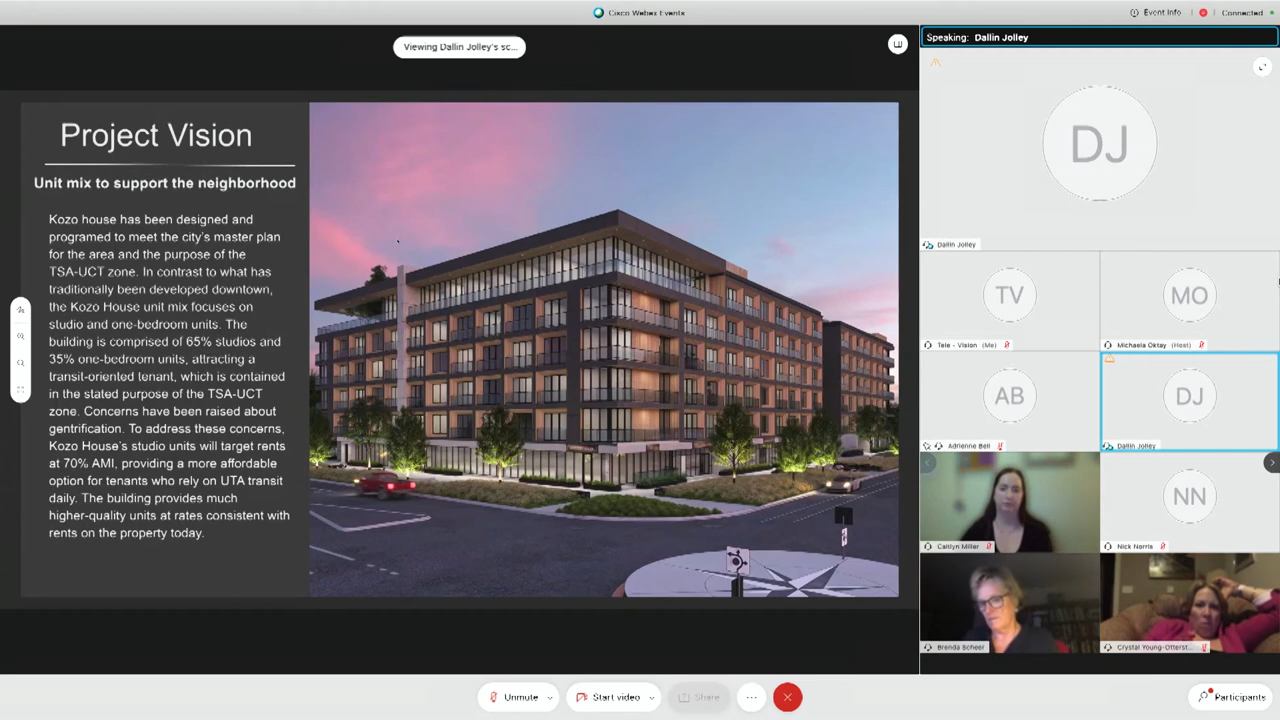 Cisco Webex Events
Event Info
Connected
Viewing Dallin Jolley's sc...
Speaking: Dallin Jolley
Project Vision
Unit mix to support the neighborhood
Kozo house has been designed and
programed to meet the city's master plan
for the area and the purpose of the
TSA-UCT zone. In contrast to what has
traditionally been developed downtown,
the Kozo House unit mix focuses on
studio and one-bedroom units. The
building is comprised of 65% studios and
35% one-bedroom units, attracting a
transit-oriented tenant, which is contained
in the stated purpose of the TSA-UCT
zone. Concerns have been raised about
gentrification. To address these concerns,
Kozo House's studio units will target rents
at 70% AMI, providing a more affordable
option for tenants who rely on UTA transit
daily. The building provides much
higher-quality units at rates consistent with
rents on the property today.
DJ
Dallin Jolley
TV
Tele - Vision (Me)
MO
Michaela Oktay (Host)
AB
Adrienne Bell
DJ
Dallin Jolley
Caitlyn Miller
NN
Nick Norris
Brenda Scheer
Crystal Young-Otterst...
Unmute
Start video
Share
Participants